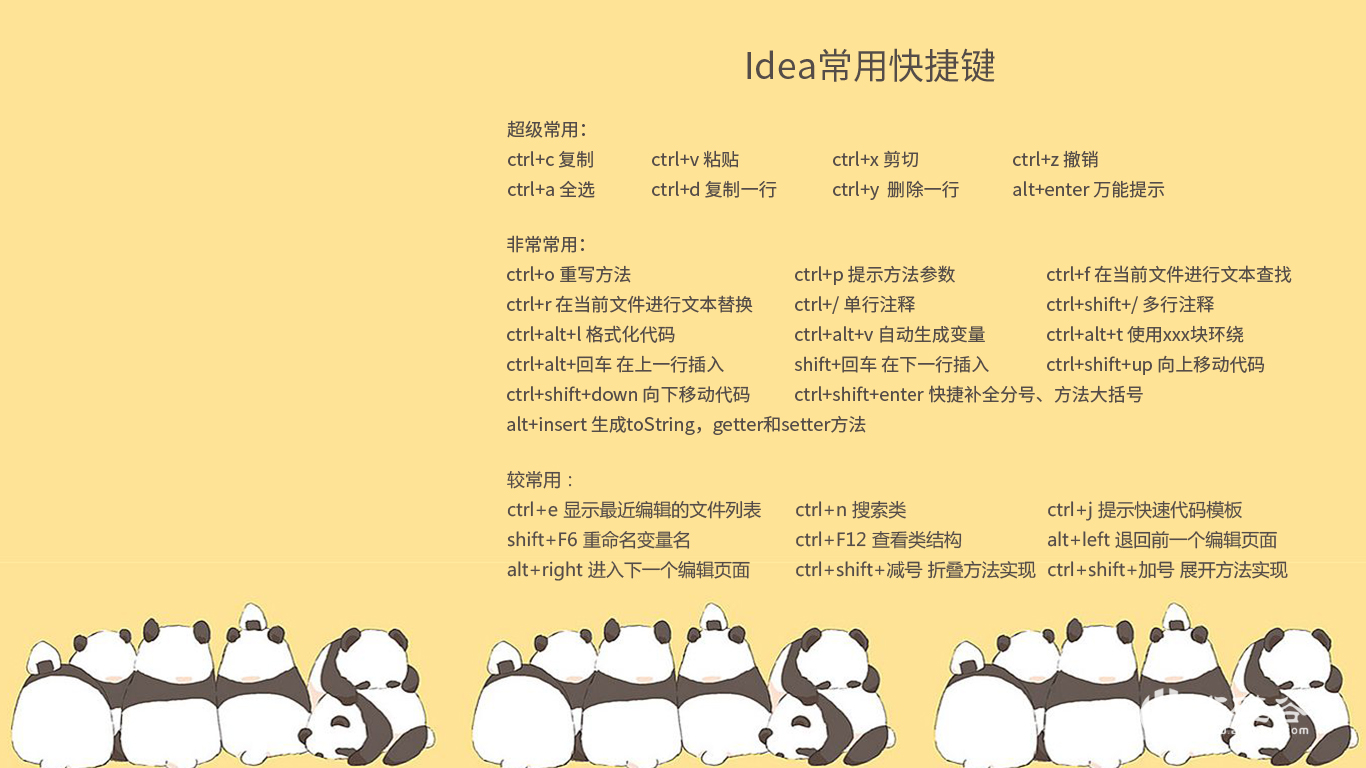 Idea常用快捷键
超级常用：
ctrl+c 复制 ctrl+v 粘贴 ctrl+x 剪切 ctrl+z 撤销
ctrl+a 全选 ctrl+d 复制一行 ctrl+y 删除一行 alt+enter 万能提示
非常常用：
ctrl+o 重写方法 ctrl+p 提示方法参数 ctrl+f 在当前文件进行文本查找
ctrl+r 在当前文件进行文本替换 ctrl+/ 单行注释 ctrl+shift+/ 多行注释
ctrl+alt+l 格式化代码 ctrl+alt+v 自动生成变量 ctrl+alt+t 使用xxx块环绕
ctrl+alt+回车 在上一行插入 shift+回车 在下一行插入 ctrl+shift+up 向上移动代码
ctrl+shift+down 向下移动代码 ctrl+shift+enter 快捷补全分号、方法大括号
alt+insert 生成toString，getter和setter方法
较常用：
ctrl+e 显示最近编辑的文件列表 ctrl+n 搜索类 ctrl+j 提示快速代码模板
shift+F6 重命名变量名 ctrl+F12 查看类结构 alt+left 退回前一个编辑页面
alt+right 进入下一个编辑页面 ctrl+shift+减号 折叠方法实现 ctrl+shift+加号 展开方法实现